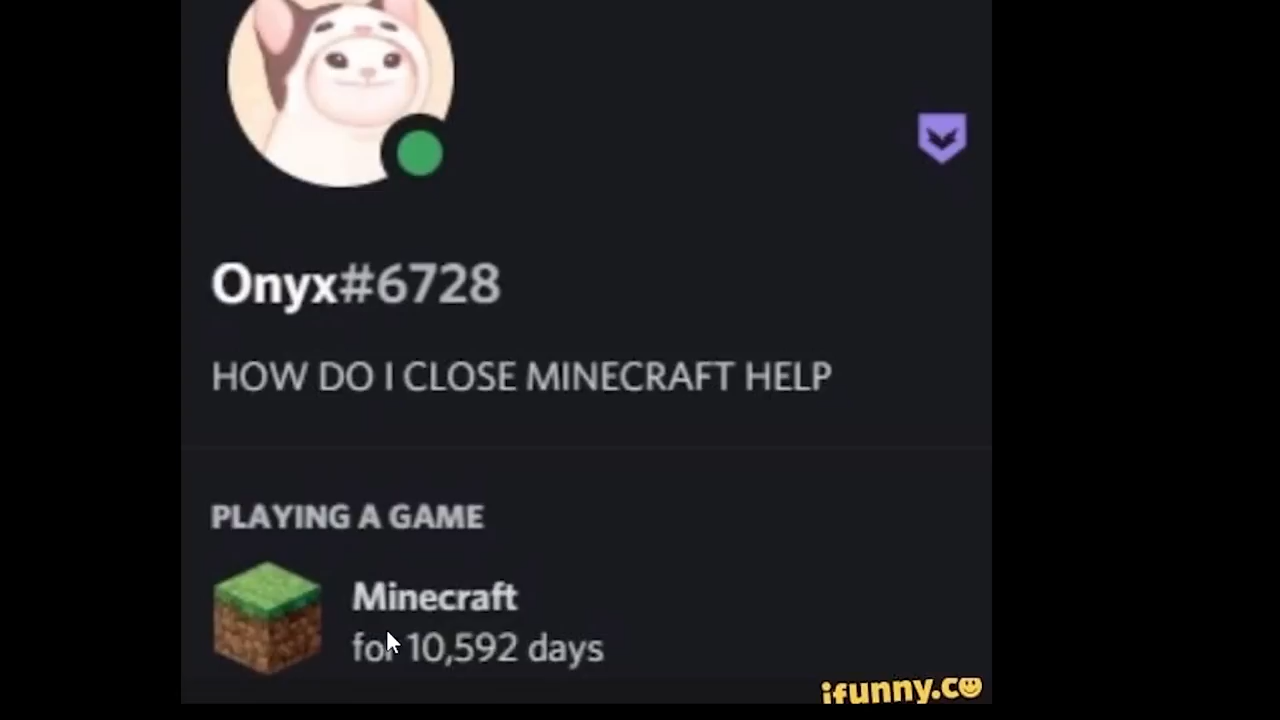 Onyx#6728
HOW DO I CLOSE MINECRAFT HELP
PLAYING A GAME
Minecraft
for 10,592 days
ifunny.co